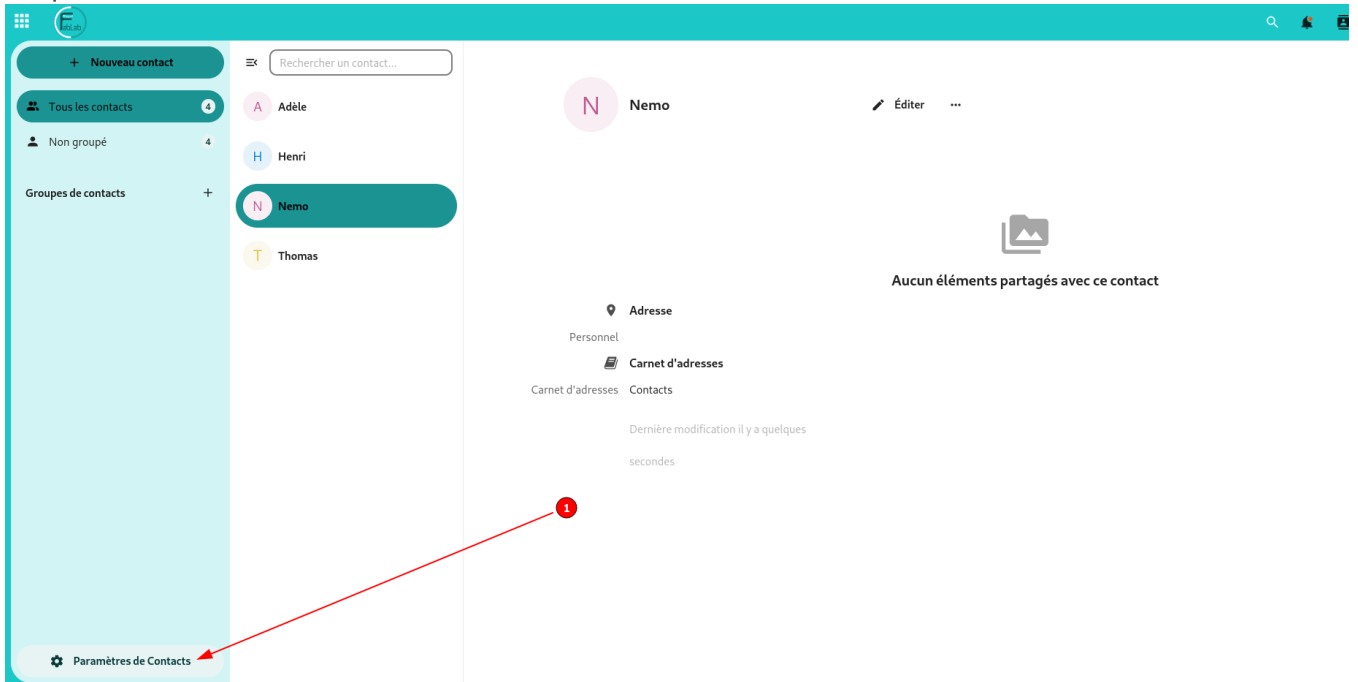 FabLab
+ Nouveau contact
Rechercher un contact...
Tous les contacts 4
Non groupé 4
Groupes de contacts +
A Adèle
H Henri
N Nemo
T Thomas
N Nemo
Éditer ...
Aucun éléments partagés avec ce contact
Adresse
Personnel
Carnet d'adresses
Carnet d'adresses Contacts
Dernière modification il y a quelques
secondes
1
Paramètres de Contacts